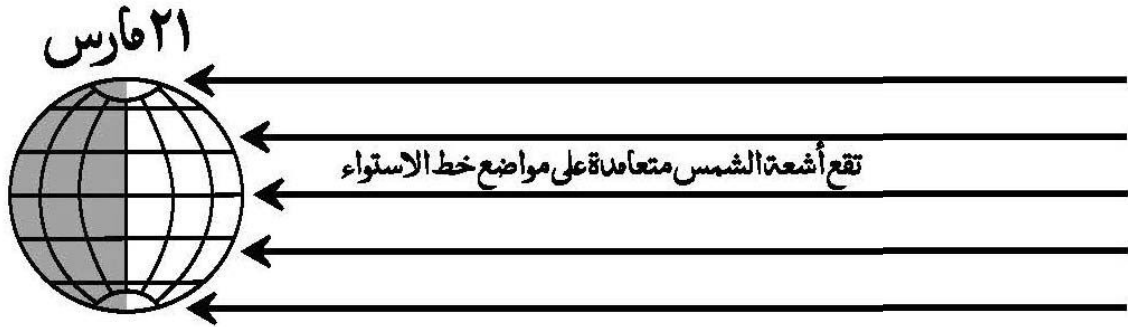 ٢١ مارس
تقع أشعة الشمس متعامدة على مواضع خط الاستواء